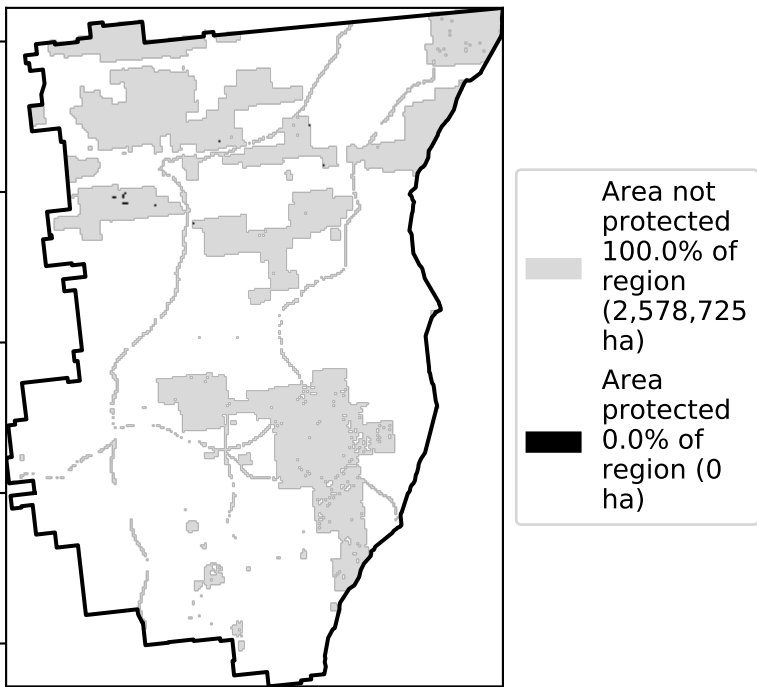 Area not
protected
100.0% of
region
(2,578,725
ha)
Area
protected
0.0% of
region (0
ha)